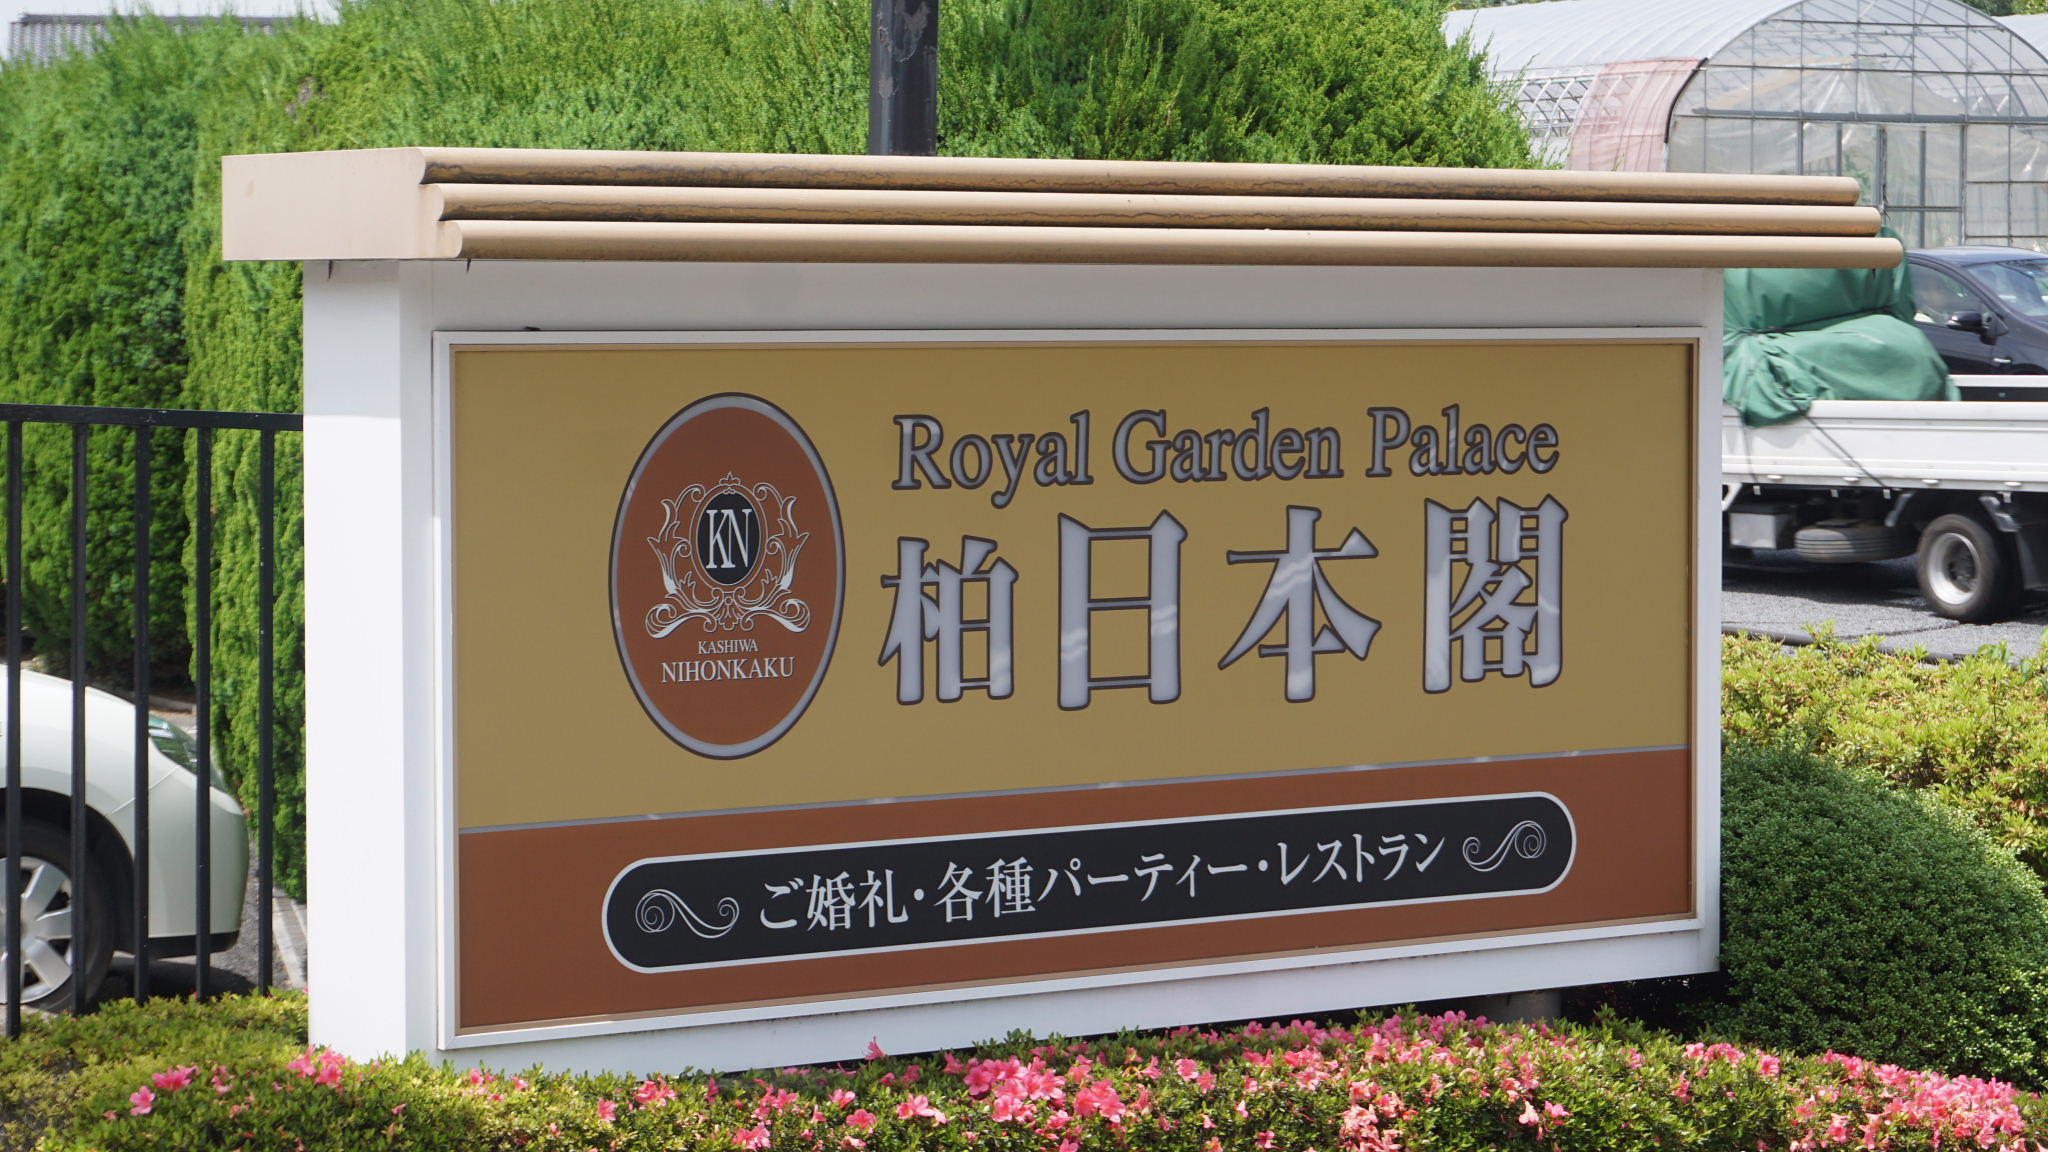 KN
KASHIWA
NIHONKAKU
Royal Garden Palace
柏日本閣
ご婚礼・各種パーティー・レストラン